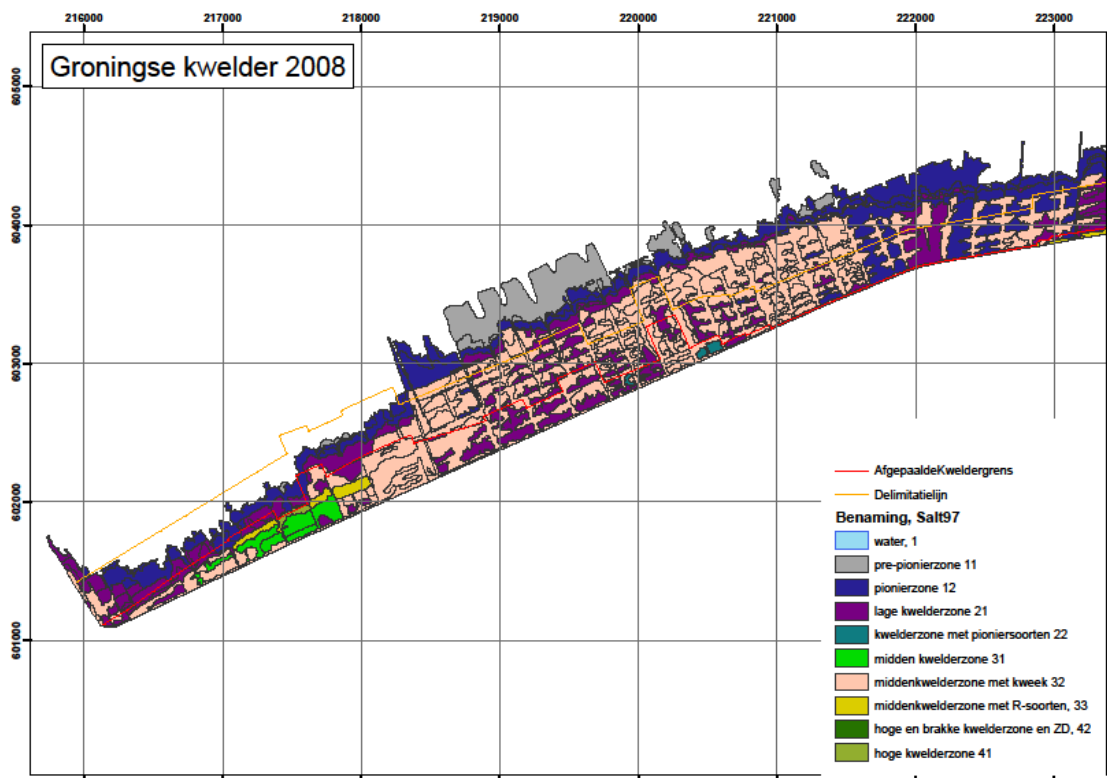 216000 217000 218000 219000 220000 221000 222000 223000
Groningse kwelder 2008
605000
604000
603000
602000
601000
AfgepaaldeKweldergrens
Delimitatielijn
Benaming, Salt97
water, 1
pre-pionierzone 11
pionierzone 12
lage kwelderzone 21
kwelderzone met pioniersoorten 22
midden kwelderzone 31
middenkwelderzone met kweek 32
middenkwelderzone met R-soorten, 33
hoge en brakke kwelderzone en ZD, 42
hoge kwelderzone 41